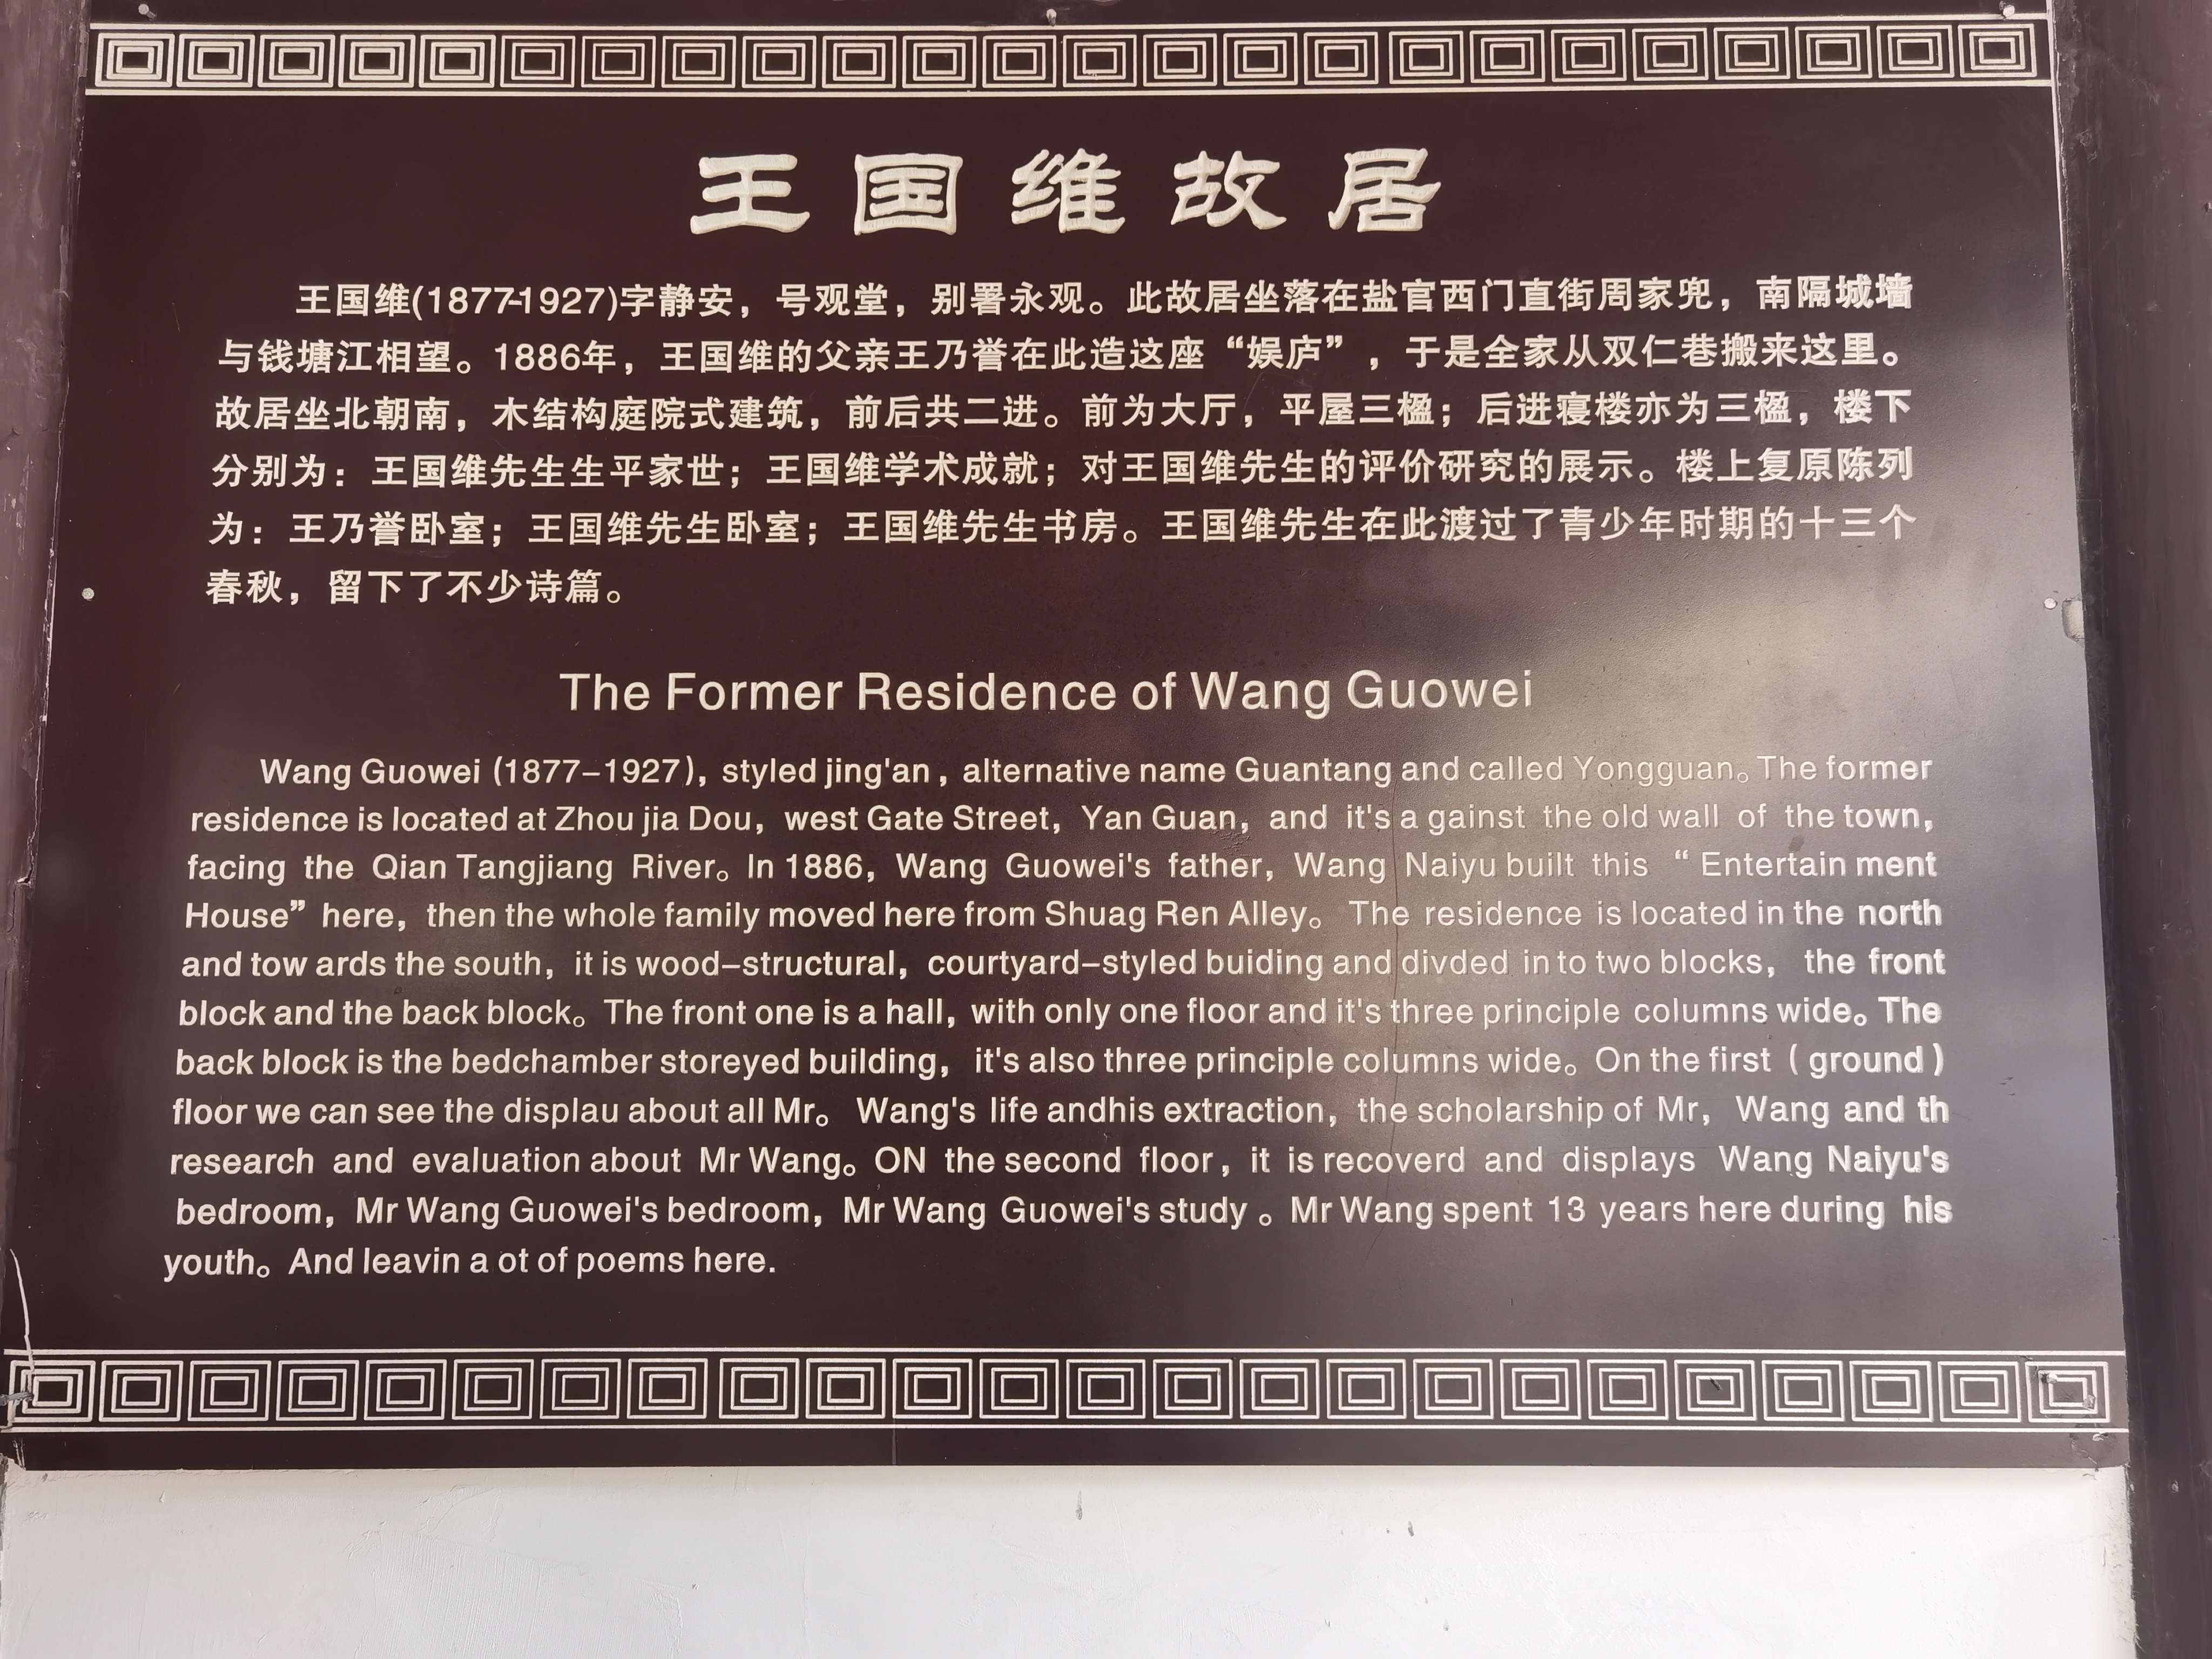 王国维故居
王国维(1877-1927)字静安，号观堂，别署永观。此故居坐落在盐官西门直街周家兜，南隔城墙
与钱塘江相望。1886年，王国维的父亲王乃誉在此造这座“娱庐”，于是全家从双仁巷搬来这里。
故居坐北朝南，木结构庭院式建筑，前后共二进。前为大厅，平屋三楹；后进寝楼亦为三楹，楼下
分别为：王国维先生生平家世；王国维学术成就；对王国维先生的评价研究的展示。楼上复原陈列
为：王乃誉卧室；王国维先生卧室；王国维先生书房。王国维先生在此渡过了青少年时期的十三个
春秋，留下了不少诗篇。
The Former Residence of Wang Guowei
Wang Guowei (1877–1927), styled jing'an , alternative name Guantang and called Yongguan。The former
residence is located at Zhou jia Dou, west Gate Street, Yan Guan, and it's a gainst the old wall of the town,
facing the Qian Tangjiang River。In 1886, Wang Guowei's father, Wang Naiyu built this “ Entertain ment
House” here, then the whole family moved here from Shuag Ren Alley。 The residence is located in the north
and tow ards the south, it is wood–structural, courtyard–styled buiding and divded in to two blocks, the front
block and the back block。The front one is a hall, with only one floor and it's three principle columns wide。The
back block is the bedchamber storeyed building, it's also three principle columns wide。On the first ( ground )
floor we can see the displau about all Mr。 Wang's life andhis extraction, the scholarship of Mr, Wang and th
research and evaluation about Mr Wang。ON the second floor, it is recoverd and displays Wang Naiyu's
bedroom, Mr Wang Guowei's bedroom, Mr Wang Guowei's study 。Mr Wang spent 13 years here during his
youth。And leavin a ot of poems here.